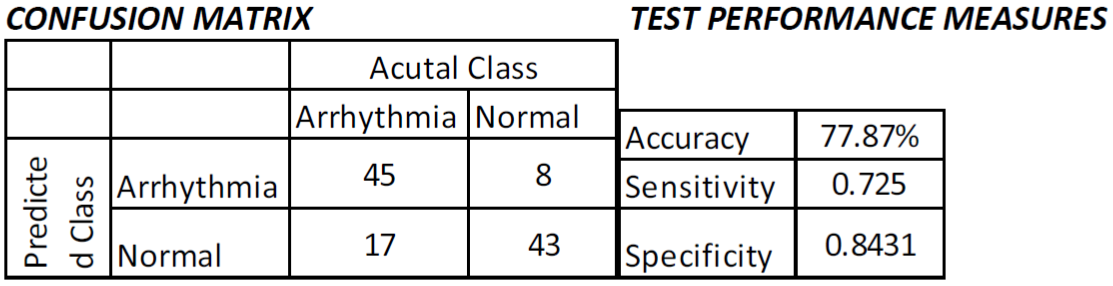 CONFUSION MATRIX TEST PERFORMANCE MEASURES
Acutal Class
Arrhythmia Normal
Accuracy 77.87%
Predicte
d Class
Arrhythmia 45 8
Sensitivity 0.725
Normal 17 43
Specificity 0.8431